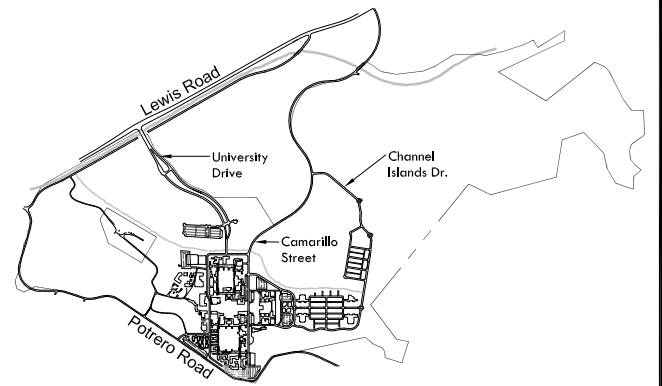 Lewis Road
University
Drive
Channel
Islands Dr.
Camarillo
Street
Potrero Road